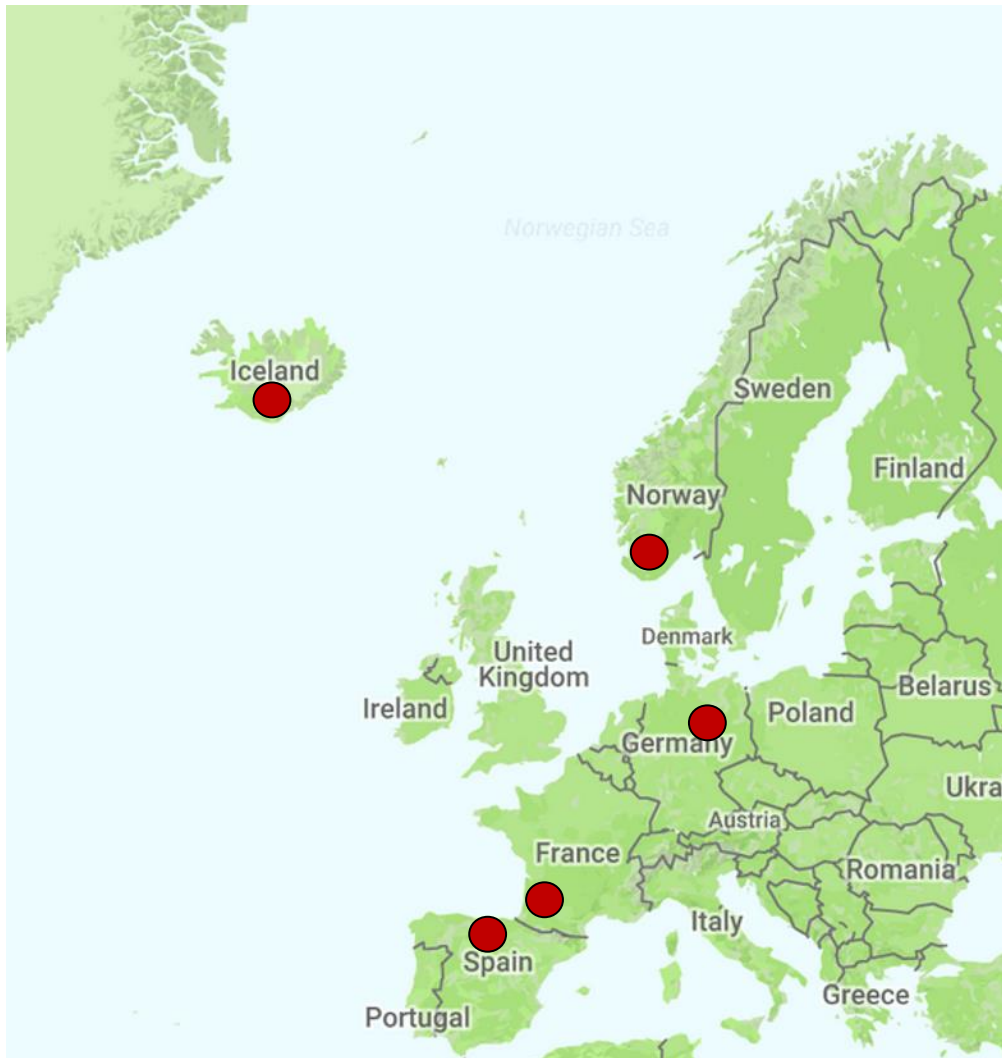 Norwegian Sea
Iceland
Sweden
Finland
Norway
Denmark
United
Kingdom
Belarus
Ireland
Poland
Germany
Ukra
Austria
France
Romania
Italy
Spain
Greece
Portugal